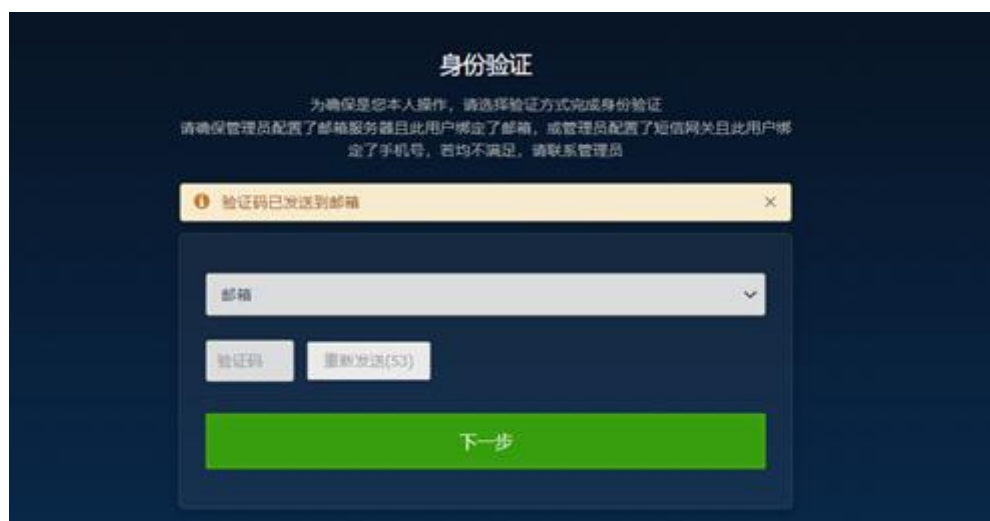 身份验证
为确保是您本人操作，请选择验证方式完成身份验证
请确保管理员配置了邮箱服务器且此用户绑定了邮箱，或管理员配置了短信网关且此用户绑
定了手机号，若均不满足，请联系管理员
验证码已发送到邮箱
邮箱
验证码 重新发送(53)
下一步